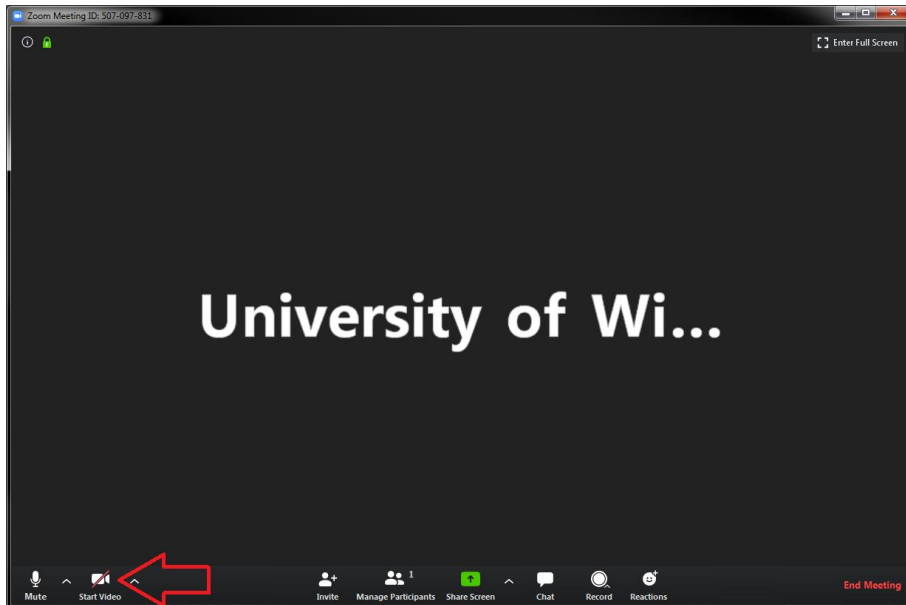 Zoom Meeting ID: 507-097-831
Enter Full Screen
University of Wi...
Mute
Start Video
Invite
1
Manage Participants
Share Screen
Chat
Record
Reactions
End Meeting